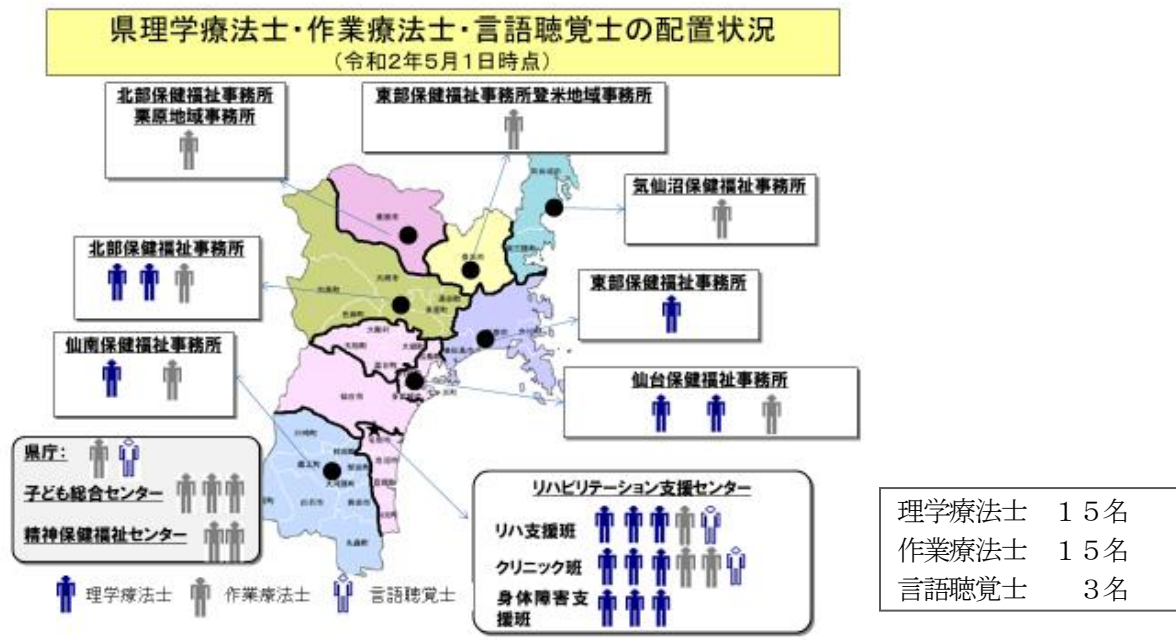 県理学療法士・作業療法士・言語聴覚士の配置状況
（令和2年5月1日時点）
北部保健福祉事務所
栗原地域事務所
東部保健福祉事務所登米地域事務所
気仙沼保健福祉事務所
北部保健福祉事務所
東部保健福祉事務所
仙南保健福祉事務所
仙台保健福祉事務所
県庁：
子ども総合センター
精神保健福祉センター
リハビリテーション支援センター
リハ支援班
クリニック班
身体障害支
援班
理学療法士 作業療法士 言語聴覚士
理学療法士　１５名
作業療法士　１５名
言語聴覚士　　３名
仙台市
川崎町
丸森町